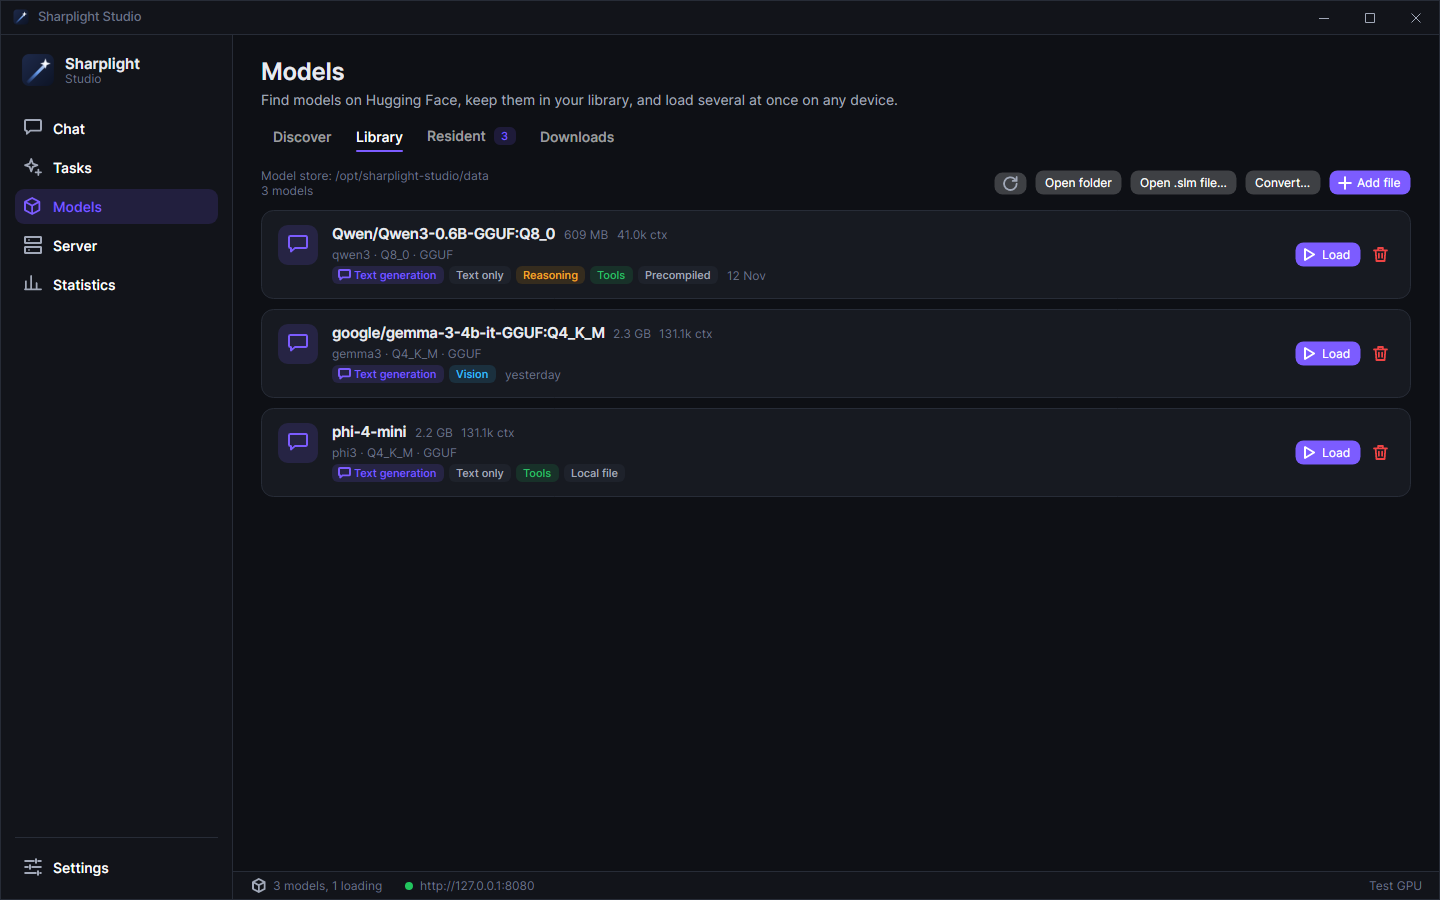 Sharplight Studio
Sharplight
Studio
Chat
Tasks
Models
Server
Statistics
Settings
Models
Find models on Hugging Face, keep them in your library, and load several at once on any device.
Discover Library Resident 3 Downloads
Model store: /opt/sharplight-studio/data
3 models
Open folder Open .slm file... Convert... Add file
Qwen/Qwen3-0.6B-GGUF:Q8_0 609 MB 41.0k ctx
qwen3 · Q8_0 · GGUF
Text generation Text only Reasoning Tools Precompiled 12 Nov
Load
google/gemma-3-4b-it-GGUF:Q4_K_M 2.3 GB 131.1k ctx
gemma3 · Q4_K_M · GGUF
Text generation Vision yesterday
Load
phi-4-mini 2.2 GB 131.1k ctx
phi3 · Q4_K_M · GGUF
Text generation Text only Tools Local file
Load
3 models, 1 loading http://127.0.0.1:8080 Test GPU